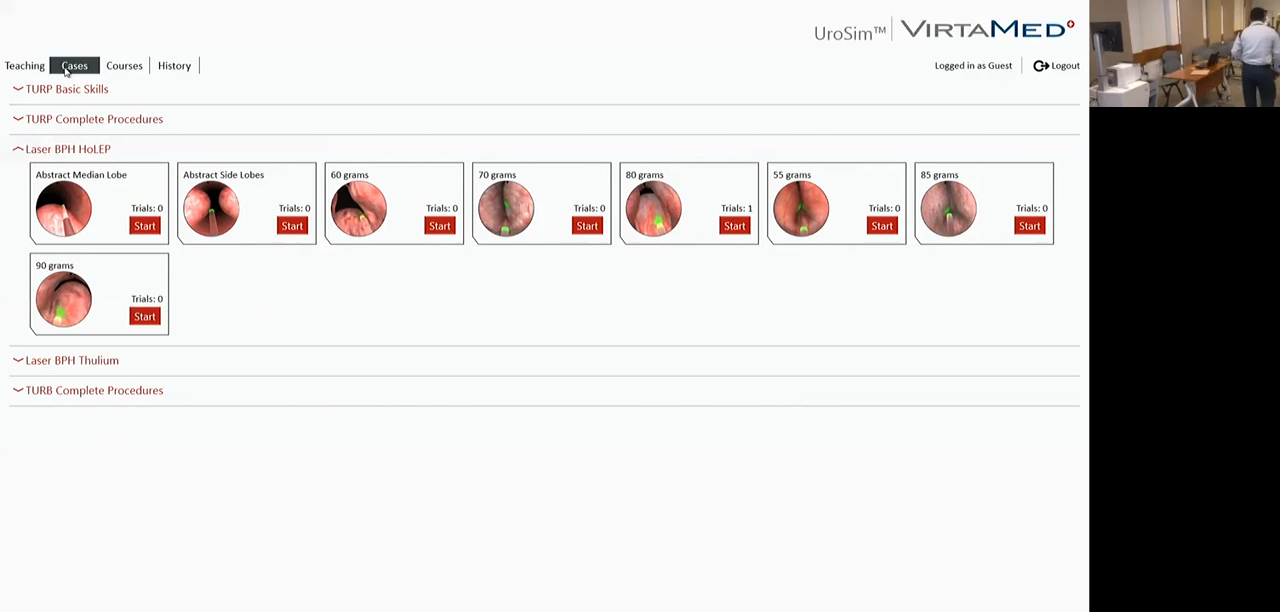 UroSim™ VIRTAMED
Teaching Cases Courses History Logged in as Guest Logout
TURP Basic Skills
TURP Complete Procedures
Laser BPH HoLEP
Abstract Median Lobe Abstract Side Lobes 60 grams 70 grams 80 grams 55 grams 85 grams
Trials: 0 Trials: 0 Trials: 0 Trials: 0 Trials: 1 Trials: 0 Trials: 0
Start Start Start Start Start Start Start
90 grams
Trials: 0
Start
Laser BPH Thulium
TURB Complete Procedures